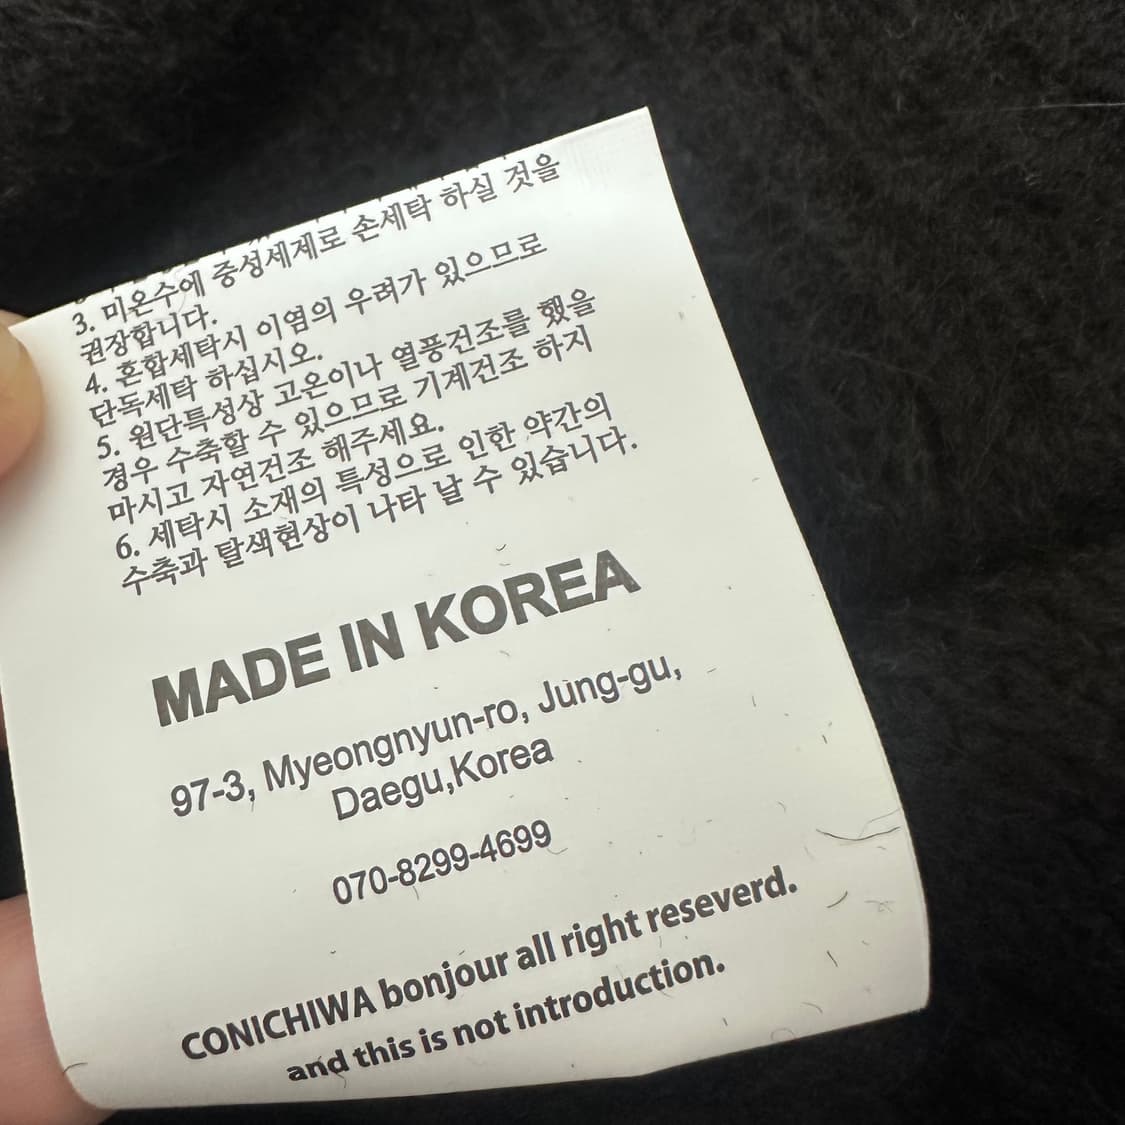 3. 미온수에 중성세제로 손세탁 하실 것을
권장합니다.
4. 혼합세탁시 이염의 우려가 있으므로
단독세탁 하십시오.
5. 원단특성상 고온이나 열풍건조를 했을
경우 수축할 수 있으므로 기계건조 하지
마시고 자연건조 해주세요.
6. 세탁시 소재의 특성으로 인한 약간의
수축과 탈색현상이 나타 날 수 있습니다.
MADE IN KOREA
97-3, Myeongnyun-ro, Jung-gu,
Daegu,Korea
070-8299-4699
CONICHIWA bonjour all right reseverd.
and this is not introduction.